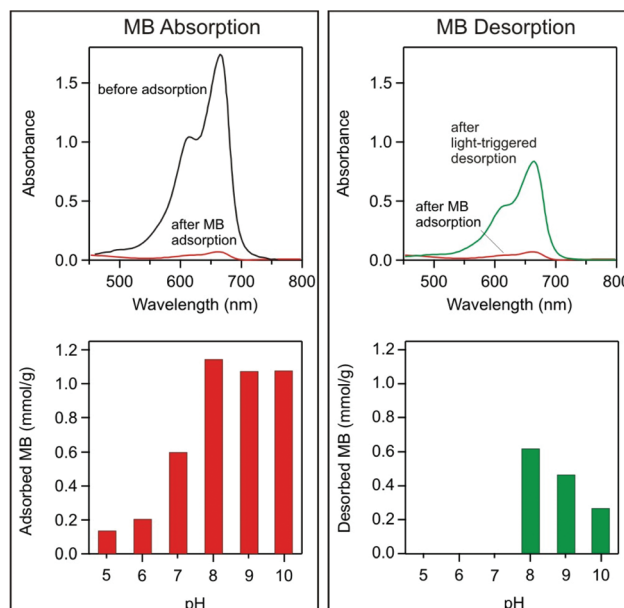 MB Absorption
Absorbance
1.5
1.0
0.5
0.0
before adsorption
after MB
adsorption
500
600
700
800
Wavelength (nm)
Adsorbed MB (mmol/g)
1.2
1.0
0.8
0.6
0.4
0.2
0.0
5
6
7
8
9
10
pH
MB Desorption
Absorbance
1.5
1.0
0.5
0.0
after
light-triggered
desorption
after MB
adsorption
500
600
700
800
Wavelength (nm)
Desorbed MB (mmol/g)
1.2
1.0
0.8
0.6
0.4
0.2
0.0
5
6
7
8
9
10
pH